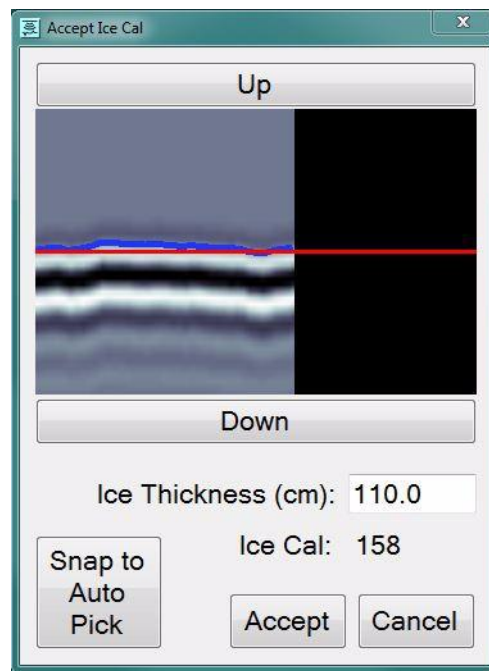 Accept Ice Cal
x
Up
Down
Ice Thickness (cm): 110.0
Ice Cal: 158
Snap to
Auto
Pick
Accept
Cancel